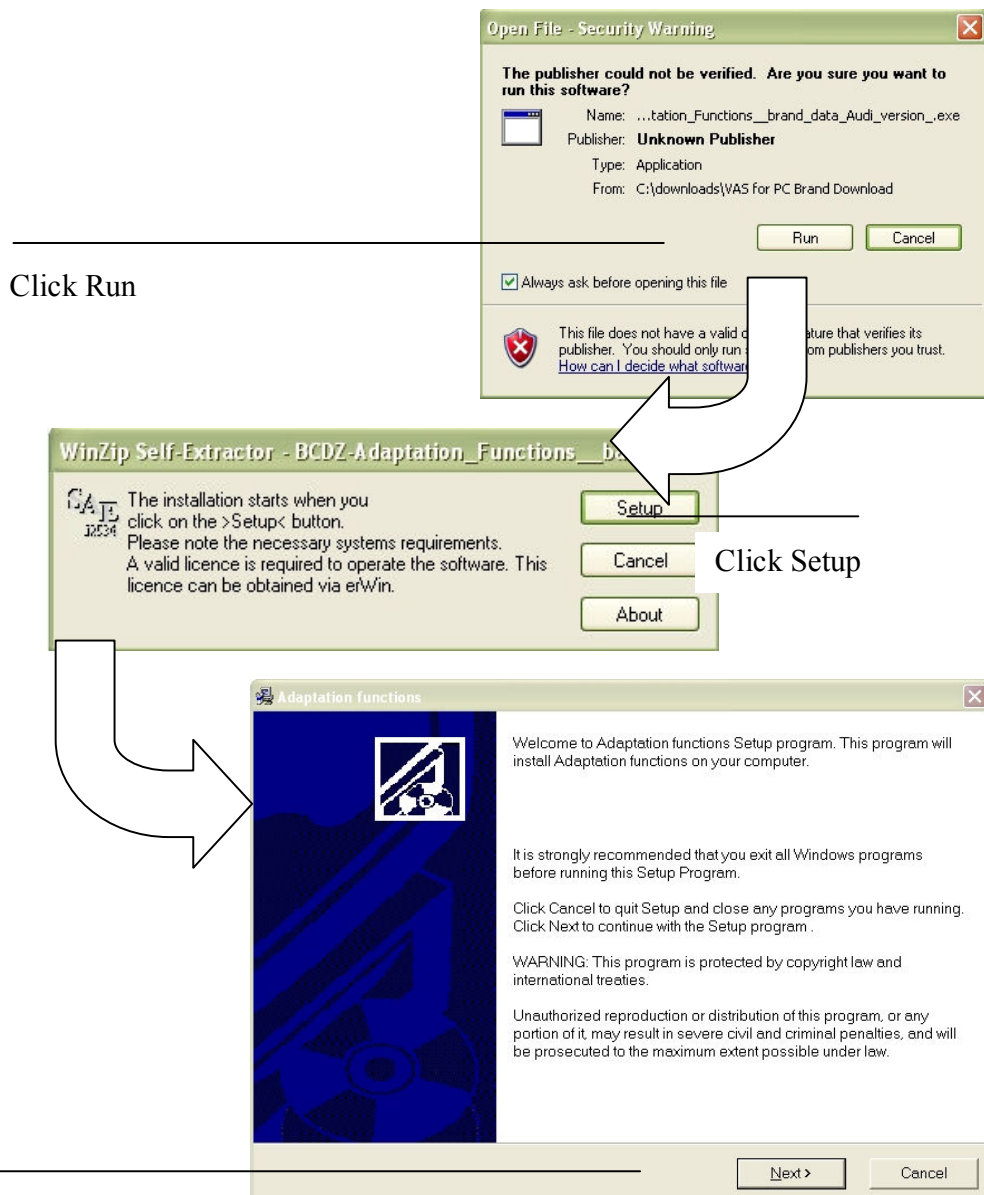 Open File - Security Warning
The publisher could not be verified. Are you sure you want to
run this software?
Name: ...tation_Functions__brand_data_Audi_version_.exe
Publisher: Unknown Publisher
Type: Application
From: C:\downloads\VAS for PC Brand Download
Run Cancel
Click Run
Always ask before opening this file
This file does not have a valid ature that verifies its
publisher. You should only run om publishers you trust.
How can I decide what softwar
WinZip Self-Extractor - BCDZ-Adaptation_Functions__b
SAE
J2534
The installation starts when you
click on the >Setup< button.
Please note the necessary systems requirements.
A valid licence is required to operate the software. This
licence can be obtained via erWin.
Setup
Cancel
About
Click Setup
Adaptation functions
Welcome to Adaptation functions Setup program. This program will
install Adaptation functions on your computer.
It is strongly recommended that you exit all Windows programs
before running this Setup Program.
Click Cancel to quit Setup and close any programs you have running.
Click Next to continue with the Setup program .
WARNING: This program is protected by copyright law and
international treaties.
Unauthorized reproduction or distribution of this program, or any
portion of it, may result in severe civil and criminal penalties, and will
be prosecuted to the maximum extent possible under law.
Next > Cancel